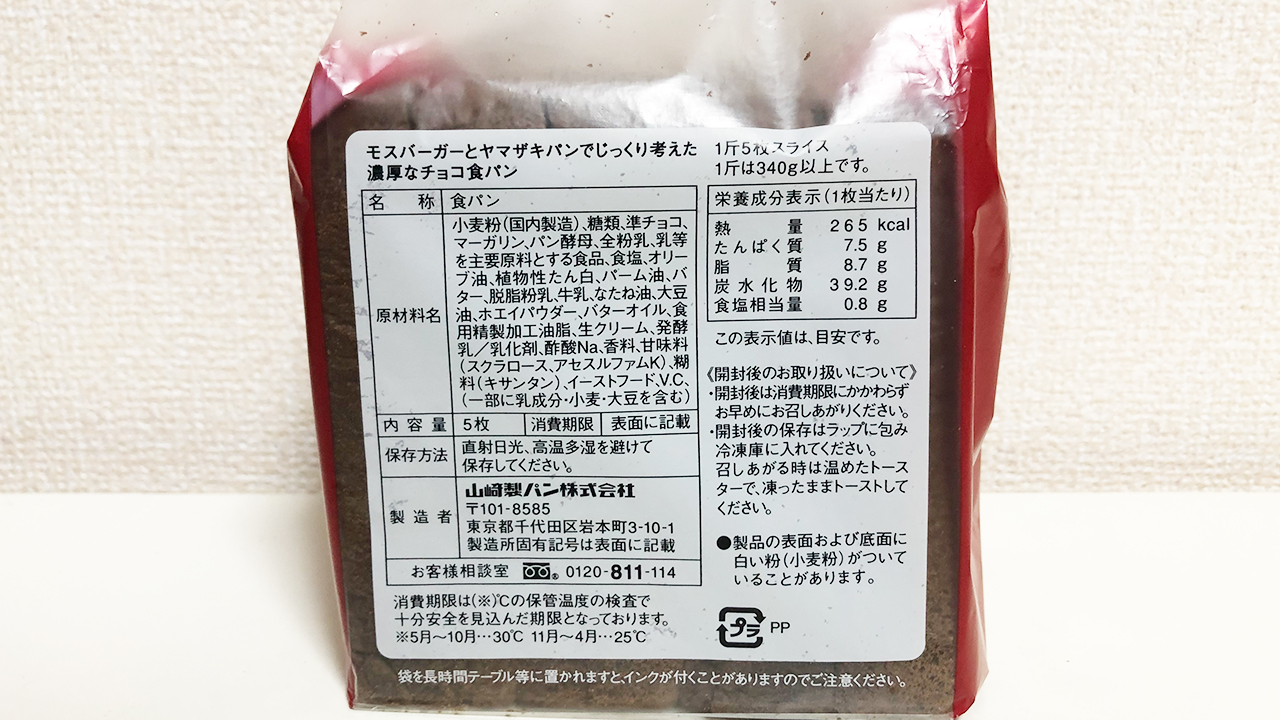 モスバーガーとヤマザキパンでじっくり考えた
濃厚なチョコ食パン
名称 食パン
原材料名
小麦粉(国内製造)、糖類、準チョコ、
マーガリン、パン酵母、全粉乳、乳等
を主要原料とする食品、食塩、オリー
ブ油、植物性たん白、パーム油、バ
ター、脱脂粉乳、牛乳、なたね油、大豆
油、ホエイパウダー、バターオイル、食
用精製加工油脂、生クリーム、発酵
乳／乳化剤、酢酸Na、香料、甘味料
(スクラロース、アセスルファムK)、糊
料(キサンタン)、イーストフード、V.C、
(一部に乳成分・小麦・大豆を含む)
内容量 5枚 消費期限 表面に記載
保存方法
直射日光、高温多湿を避けて
保存してください。
製造者
山崎製パン株式会社
〒101-8585
東京都千代田区岩本町3-10-1
製造所固有記号は表面に記載
お客様相談室 0120-811-114
消費期限は(※)℃の保管温度の検査で
十分安全を見込んだ期限となっております。
※5月〜10月…30℃ 11月〜4月…25℃
1斤5枚スライス
1斤は340g以上です。
栄養成分表示(1枚当たり)
熱量 265 kcal
たんぱく質 7.5 g
脂質 8.7 g
炭水化物 39.2 g
食塩相当量 0.8 g
この表示値は、目安です。
《開封後のお取り扱いについて》
・開封後は消費期限にかかわらず
お早めにお召しあがりください。
・開封後の保存はラップに包み
冷凍庫に入れてください。
召しあがる時は温めたトース
ターで、凍ったままトーストして
ください。
●製品の表面および底面に
白い粉(小麦粉)がついて
いることがあります。
プラ PP
袋を長時間テーブル等に置かれますとインクが付くことがありますのでご注意ください。